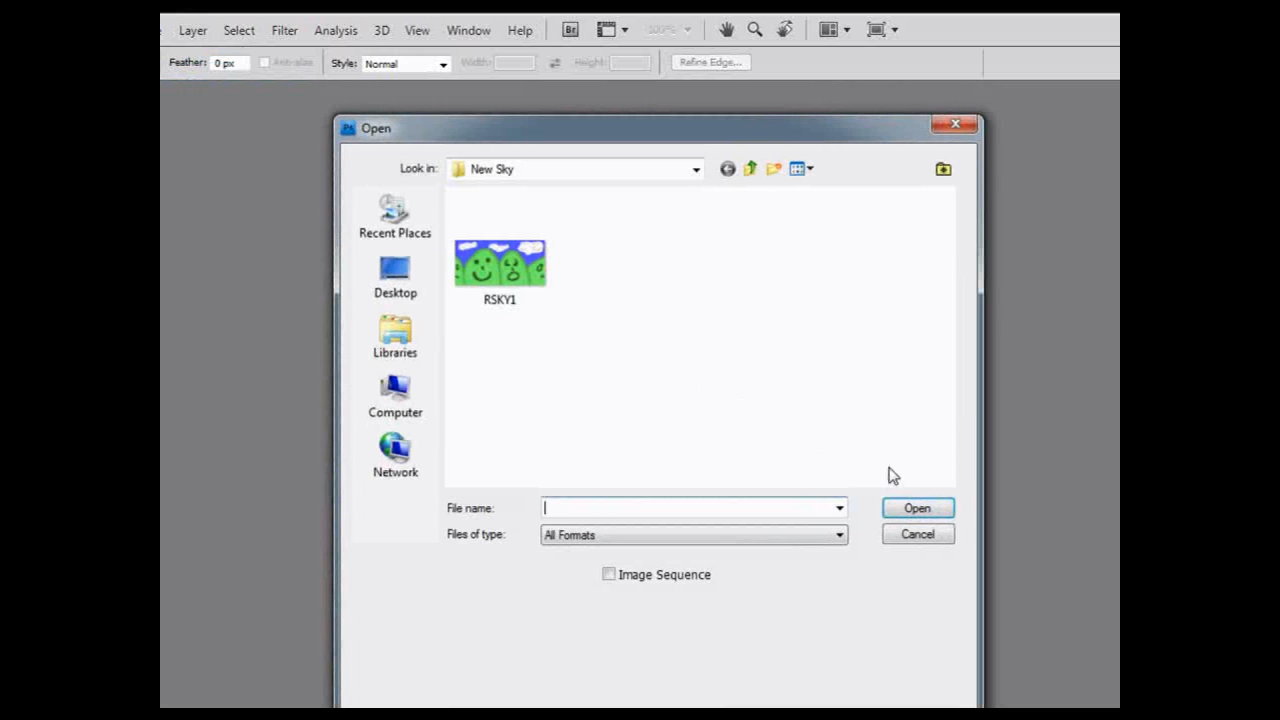 Layer Select Filter Analysis 3D View Window Help Br 100%
Feather: 0 px Anti-alias Style: Normal Width: Height: Refine Edge...
Ps Open
Look in: New Sky
Recent Places
Desktop
RSKY1
Libraries
Computer
Network
File name: Open
Files of type: All Formats Cancel
Image Sequence